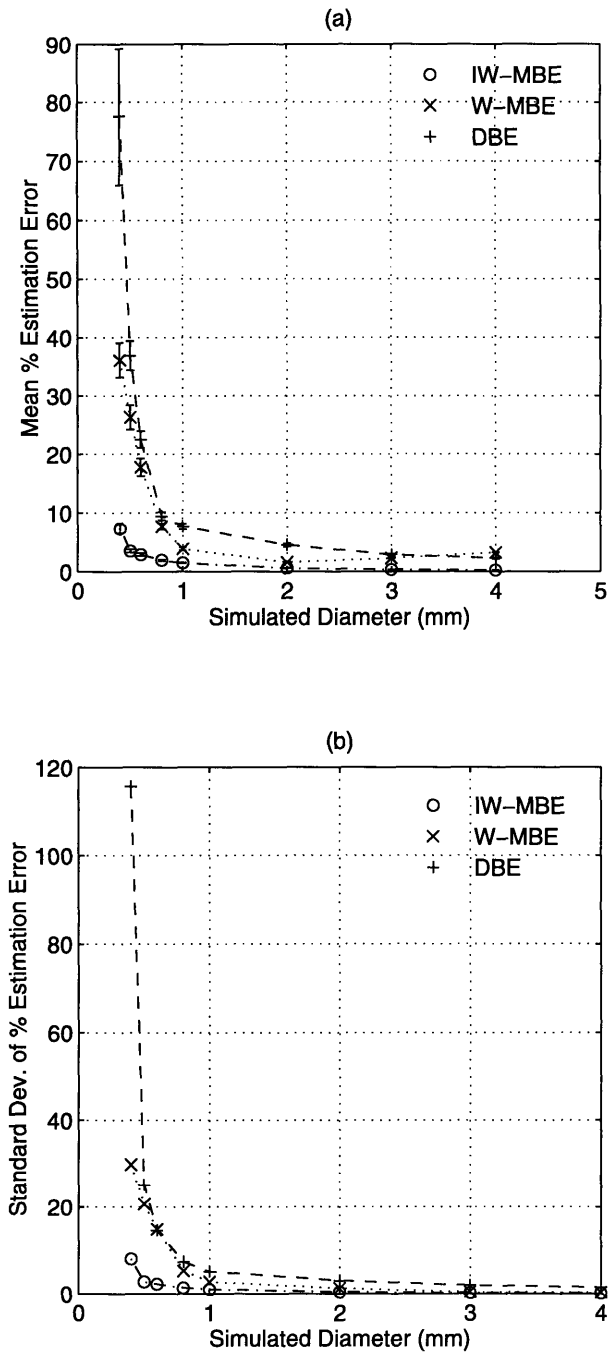 (a)
90
80
70
60
50
40
30
20
10
0
Mean % Estimation Error
IW-MBE
W-MBE
DBE
0 1 2 3 4 5
Simulated Diameter (mm)
(b)
120
100
80
60
40
20
0
Standard Dev. of % Estimation Error
IW-MBE
W-MBE
DBE
0 1 2 3 4
Simulated Diameter (mm)